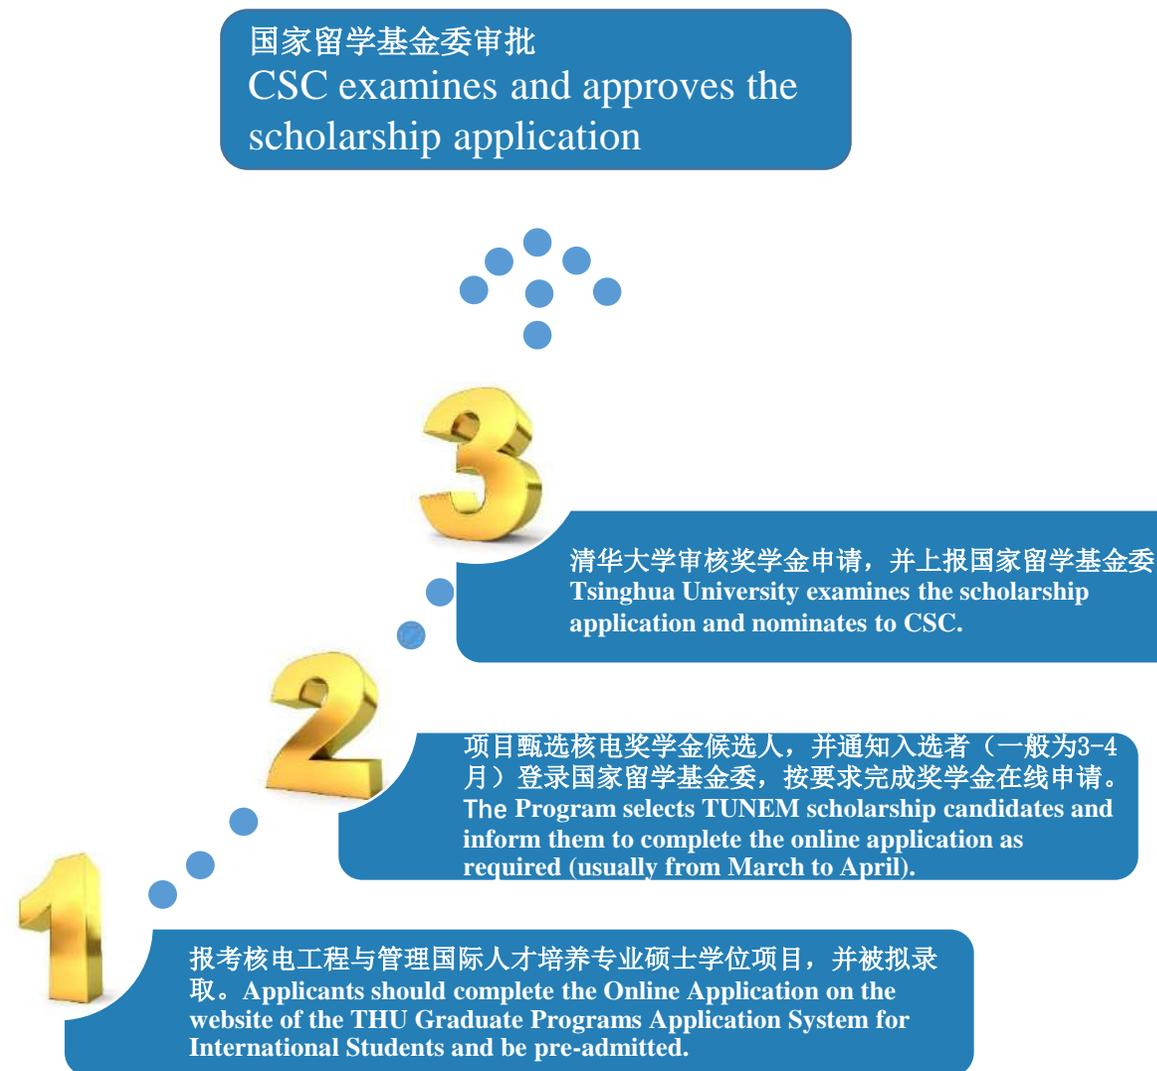 国家留学基金委审批
CSC examines and approves the
scholarship application
3
清华大学审核奖学金申请，并上报国家留学基金委
Tsinghua University examines the scholarship
application and nominates to CSC.
2
项目甄选核电奖学金候选人，并通知入选者（一般为3-4
月）登录国家留学基金委，按要求完成奖学金在线申请。
The Program selects TUNEM scholarship candidates and
inform them to complete the online application as
required (usually from March to April).
1
报考核电工程与管理国际人才培养专业硕士学位项目，并被拟录
取。Applicants should complete the Online Application on the
website of the THU Graduate Programs Application System for
International Students and be pre-admitted.